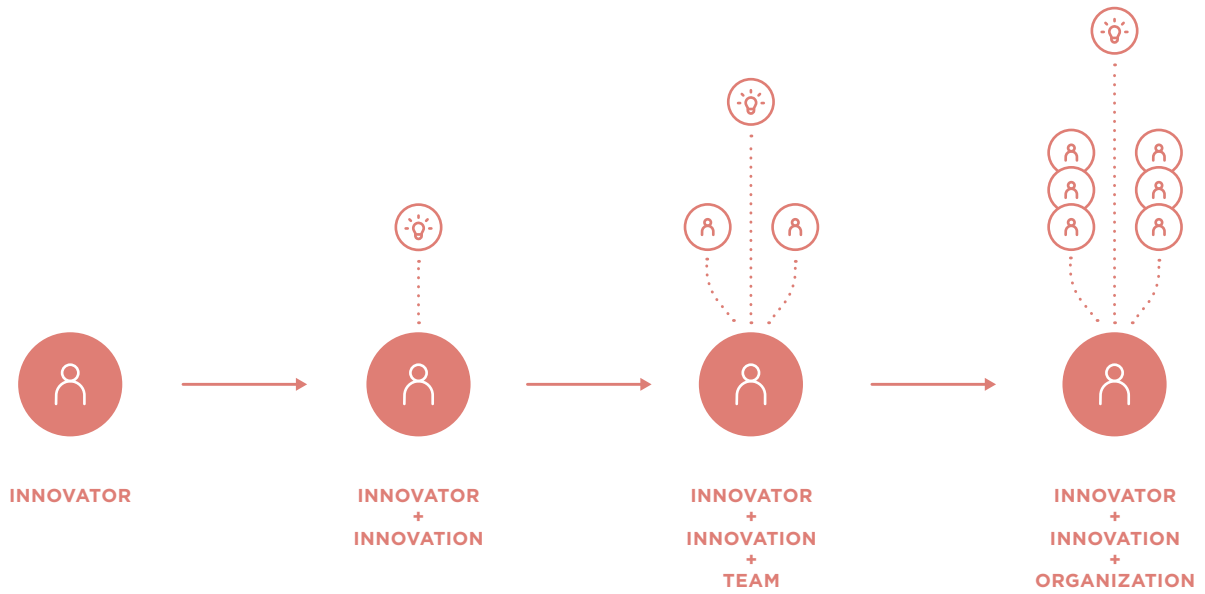 INNOVATOR
INNOVATOR
+
INNOVATION
INNOVATOR
+
INNOVATION
+
TEAM
INNOVATOR
+
INNOVATION
+
ORGANIZATION